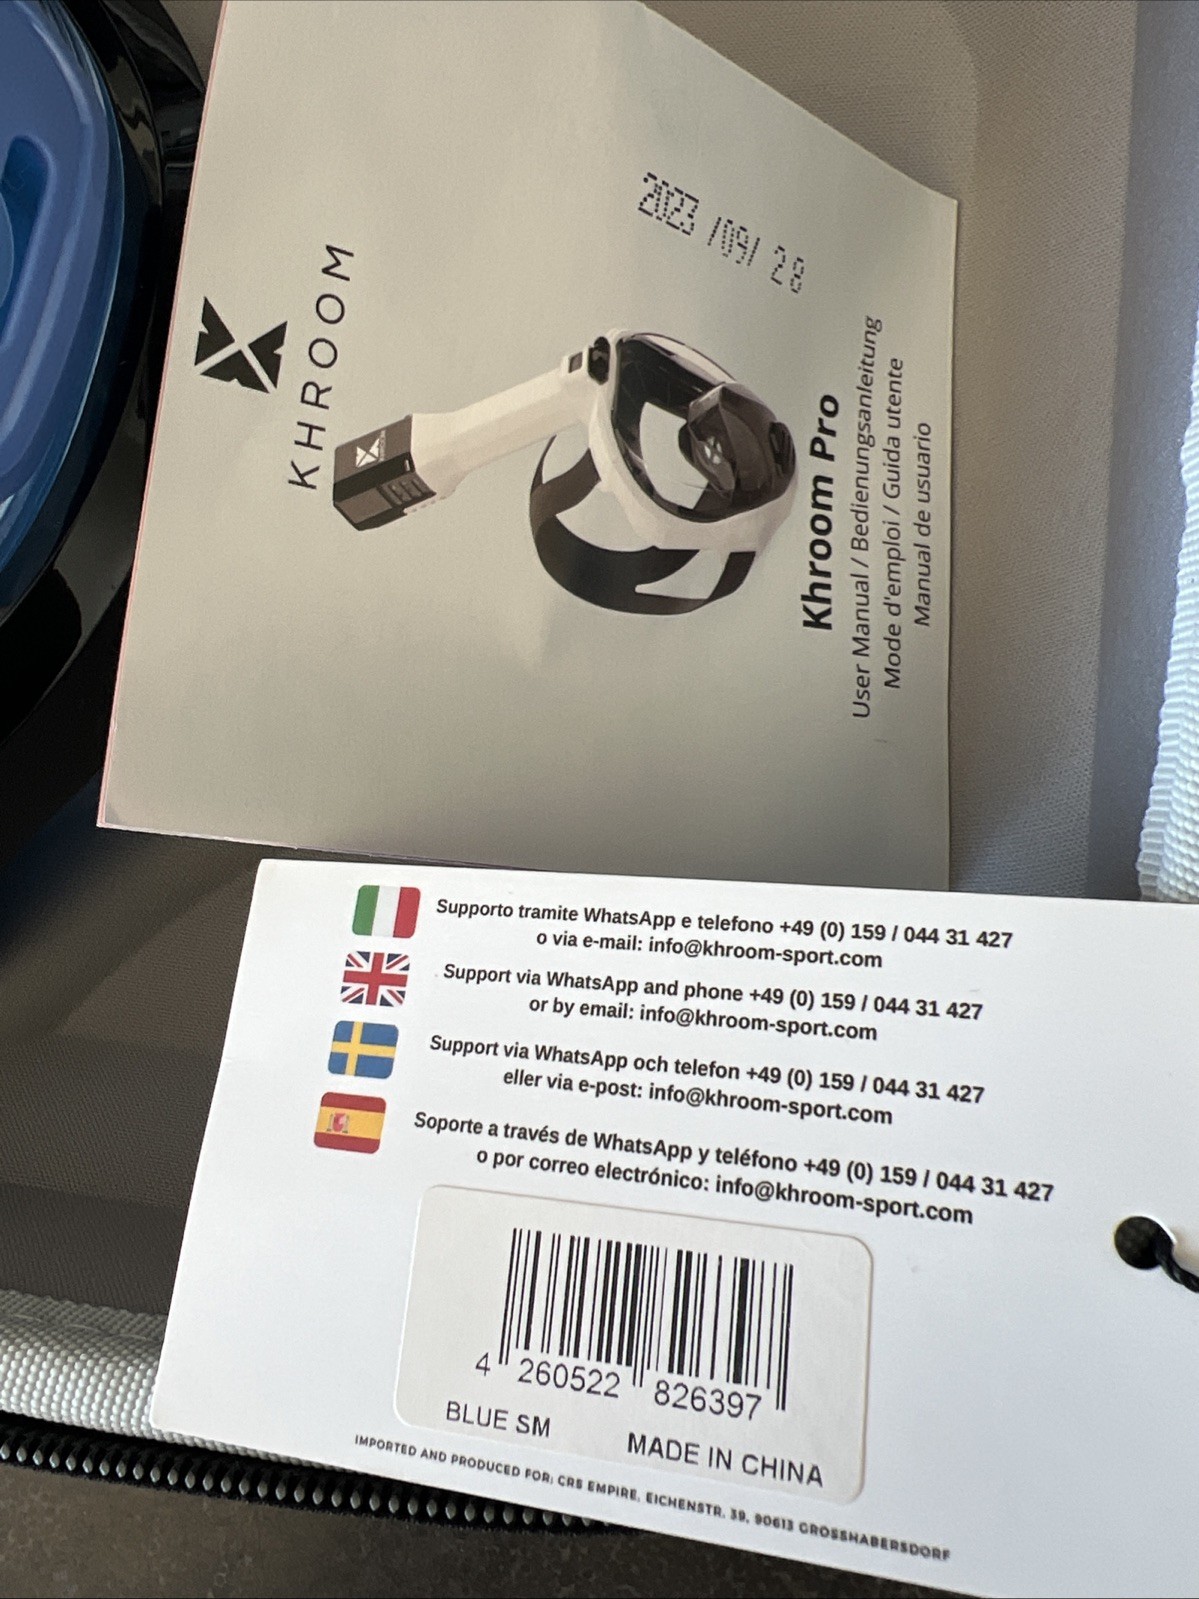 KHROOM
2023/09/28
Khroom Pro
User Manual / Bedienungsanleitung
Mode d'emploi / Guida utente
Manual de usuario
Supporto tramite WhatsApp e telefono +49 (0) 159 / 044 31 427
o via e-mail: info@khroom-sport.com
Support via WhatsApp and phone +49 (0) 159 / 044 31 427
or by email: info@khroom-sport.com
Support via WhatsApp och telefon +49 (0) 159 / 044 31 427
eller via e-post: info@khroom-sport.com
Soporte a través de WhatsApp y teléfono +49 (0) 159 / 044 31 427
o por correo electrónico: info@khroom-sport.com
4 260522 826397
BLUE SM MADE IN CHINA
IMPORTED AND PRODUCED FOR: CRS EMPIRE, EICHENSTR. 39, 90613 GROSSHABERSDORF